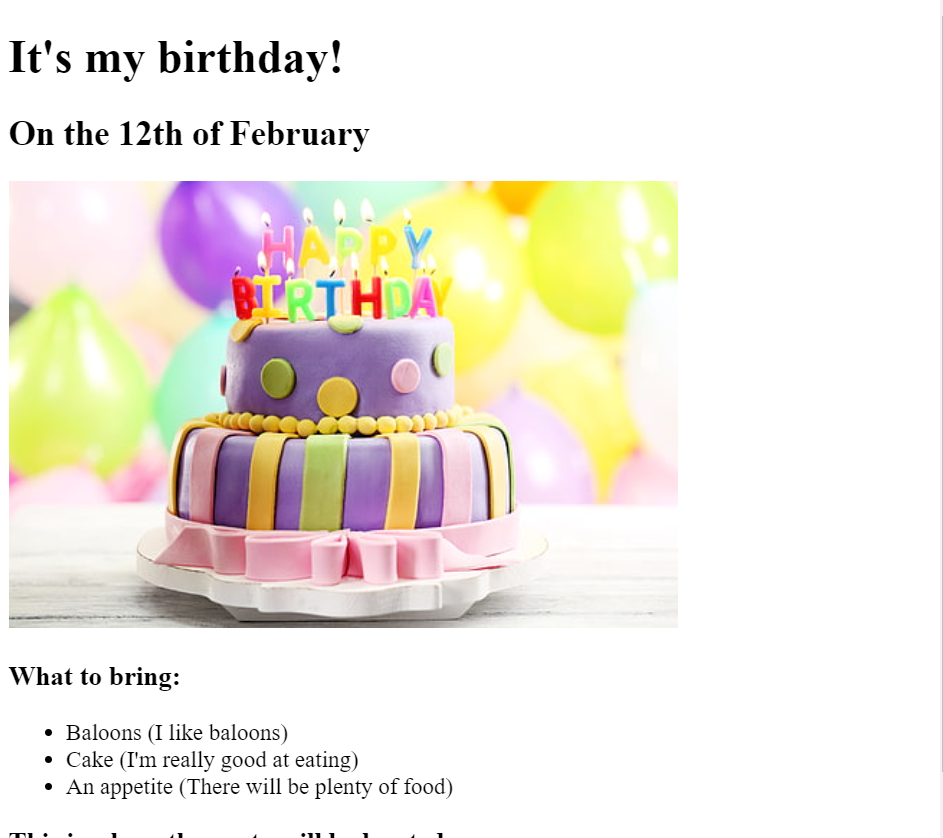 It's my birthday!
On the 12th of February
HAPPY
BIRTHDAY
What to bring:
Baloons (I like baloons)
Cake (I'm really good at eating)
An appetite (There will be plenty of food)